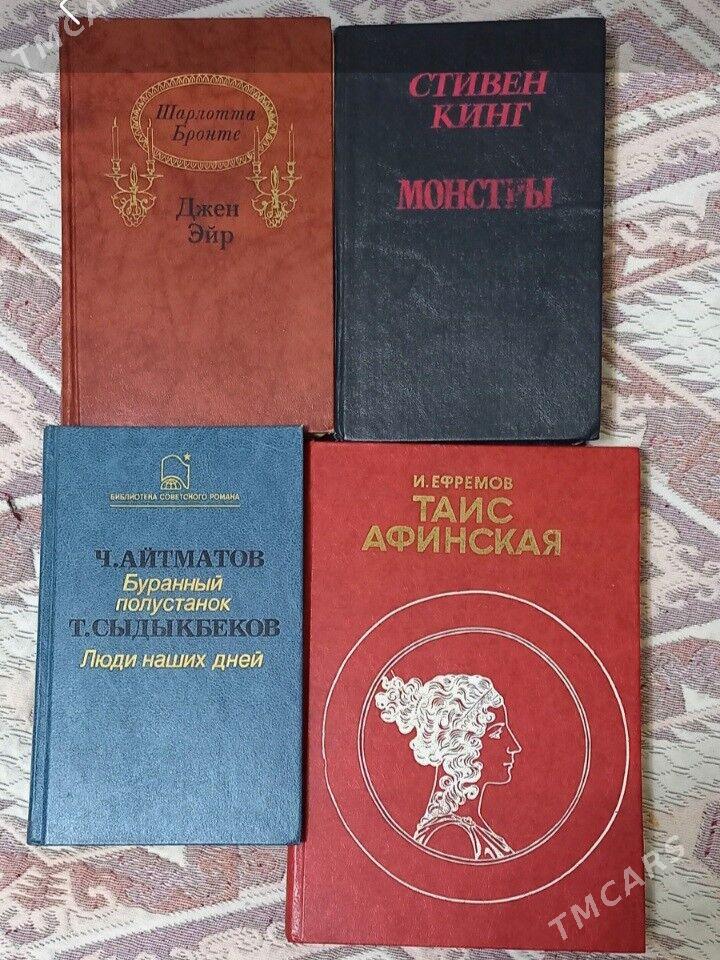 TMCARS
Шарлотта
Бронте
Джен
Эйр
СТИВЕН
КИНГ
МОНСТРЫ
БИБЛИОТЕКА СОВЕТСКОГО РОМАНА
Ч.АЙТМАТОВ
Буранный
полустанок
Т.СЫДЫКБЕКОВ
Люди наших дней
И.ЕФРЕМОВ
ТАИС
АФИНСКАЯ
TMCARS